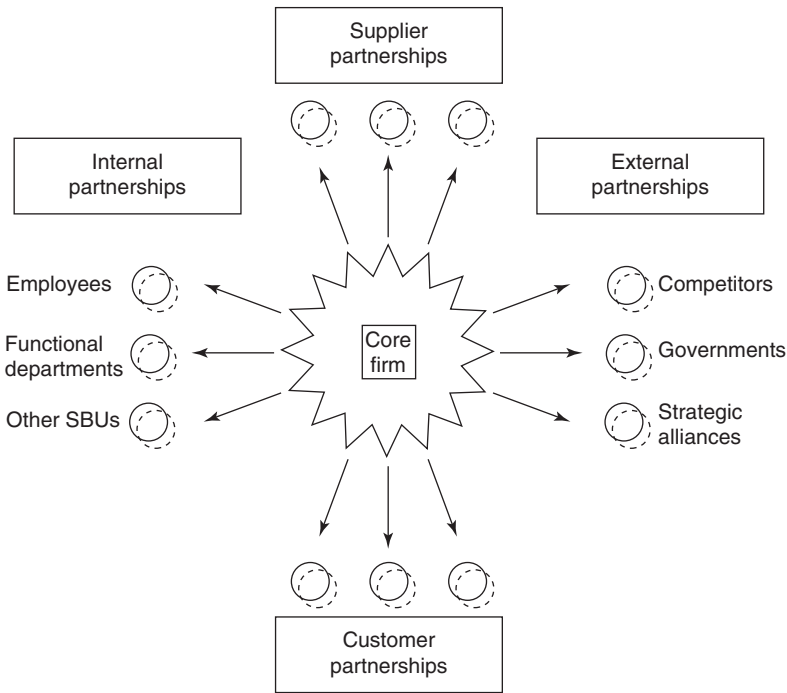 Supplier
partnerships
Internal
partnerships
External
partnerships
Employees
Functional
departments
Other SBUs
Core
firm
Competitors
Governments
Strategic
alliances
Customer
partnerships